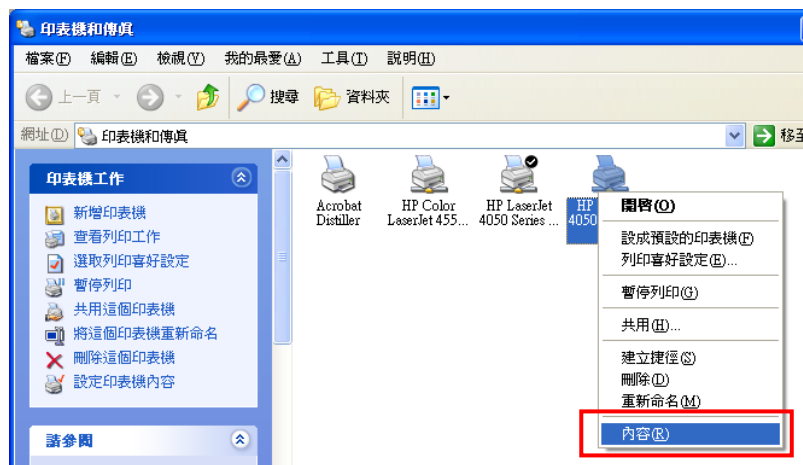 印表機和傳真
檔案(F) 編輯(E) 檢視(V) 我的最愛(A) 工具(T) 說明(H)
上一頁 搜尋 資料夾
網址(D) 印表機和傳真 移至
印表機工作
新增印表機
查看列印工作
選取列印喜好設定
暫停列印
共用這個印表機
將這個印表機重新命名
刪除這個印表機
設定印表機內容
請參閱
Acrobat
Distiller
HP Color
LaserJet 455...
HP LaserJet
4050 Series ...
HP
4050
開啓(O)
設成預設的印表機(F)
列印喜好設定(E)...
暫停列印(G)
共用(H)...
建立捷徑(S)
刪除(D)
重新命名(M)
內容(R)